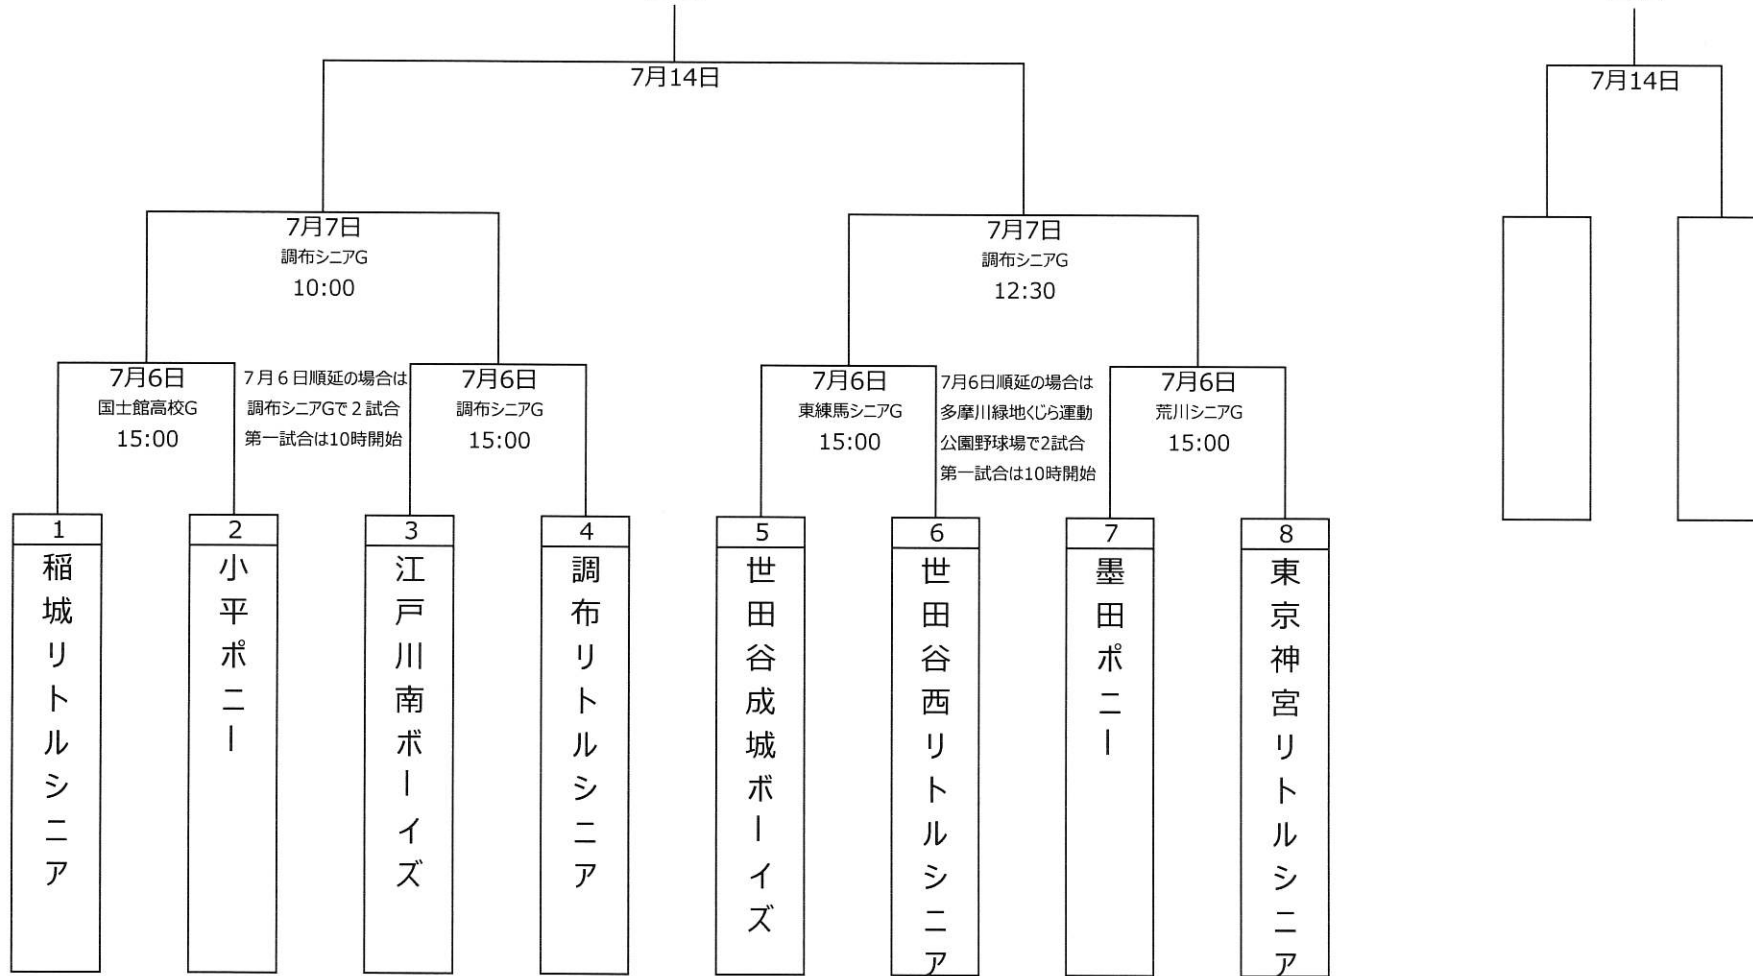 7月14日
7月14日
7月7日
調布シニアG
10:00
7月7日
調布シニアG
12:30
7月6日
国士館高校G
15:00
7月6日順延の場合は
調布シニアGで2試合
第一試合は10時開始
7月6日
調布シニアG
15:00
7月6日
東練馬シニアG
15:00
7月6日順延の場合は
多摩川緑地くじら運動
公園野球場で2試合
第一試合は10時開始
7月6日
荒川シニアG
15:00
1
稲城リトルシニア
2
小平ポニー
3
江戸川南ボーイズ
4
調布リトルシニア
5
世田谷成城ボーイズ
6
世田谷西リトルシニア
7
墨田ポニー
8
東京神宮リトルシニア